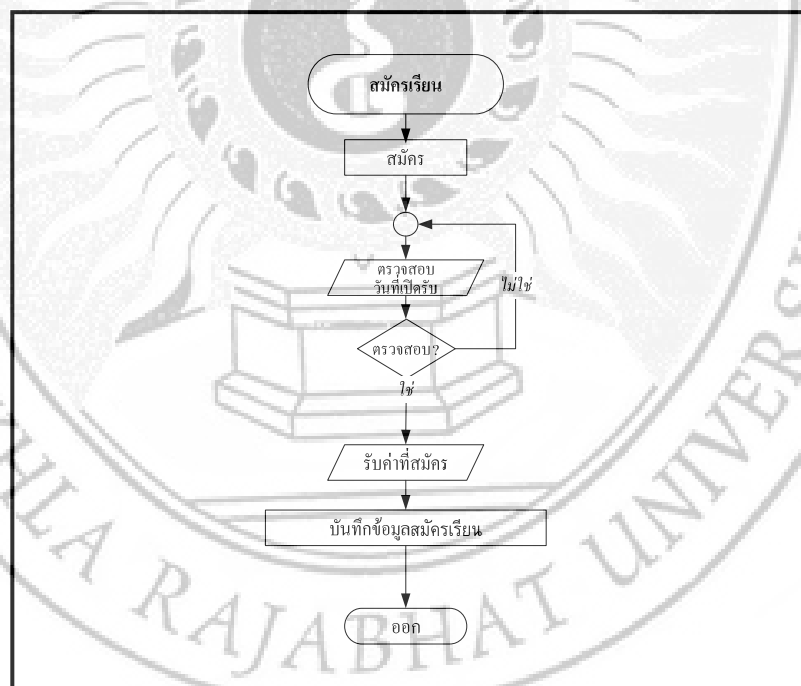 สมัครเรียน
สมัคร
ตรวจสอบ
วันที่เปิดรับ
ไม่ใช่
ตรวจสอบ?
ใช่
รับค่าที่สมัคร
บันทึกข้อมูลสมัครเรียน
ออก
HLA RAJABHAT UNIVERSI